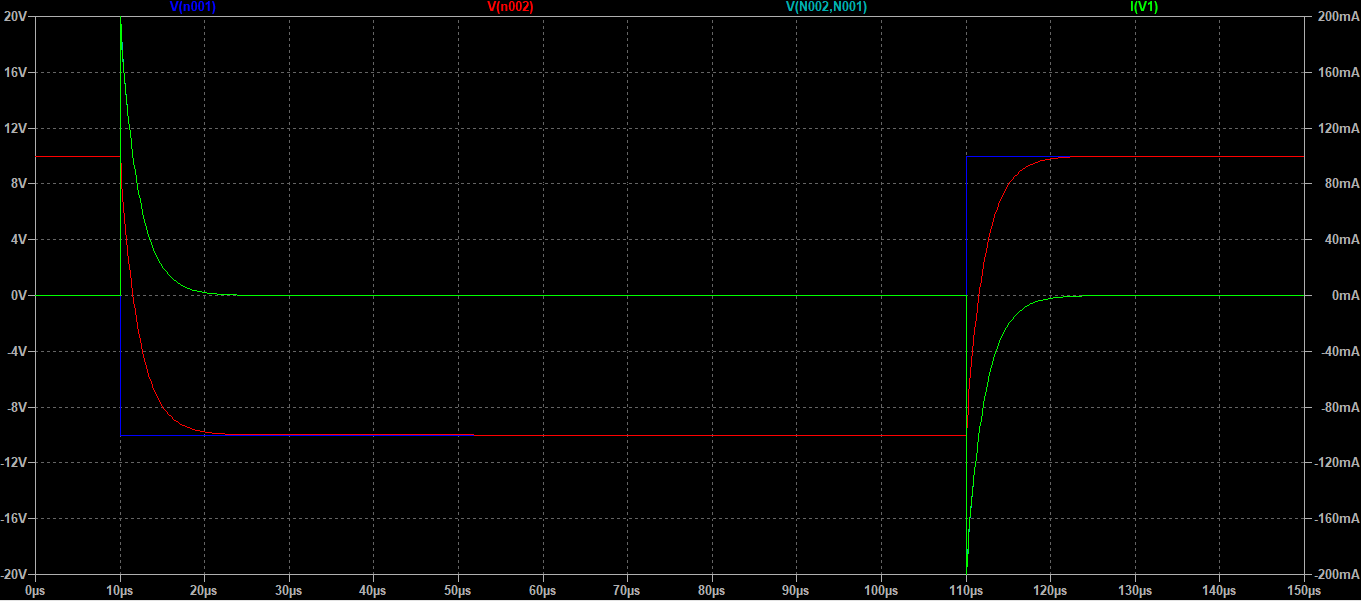 V(n001) V(n002) V(N002,N001) I(V1)
20V 200mA
16V 160mA
12V 120mA
8V 80mA
4V 40mA
0V 0mA
-4V -40mA
-8V -80mA
-12V -120mA
-16V -160mA
-20V -200mA
0µs 10µs 20µs 30µs 40µs 50µs 60µs 70µs 80µs 90µs 100µs 110µs 120µs 130µs 140µs 150µs